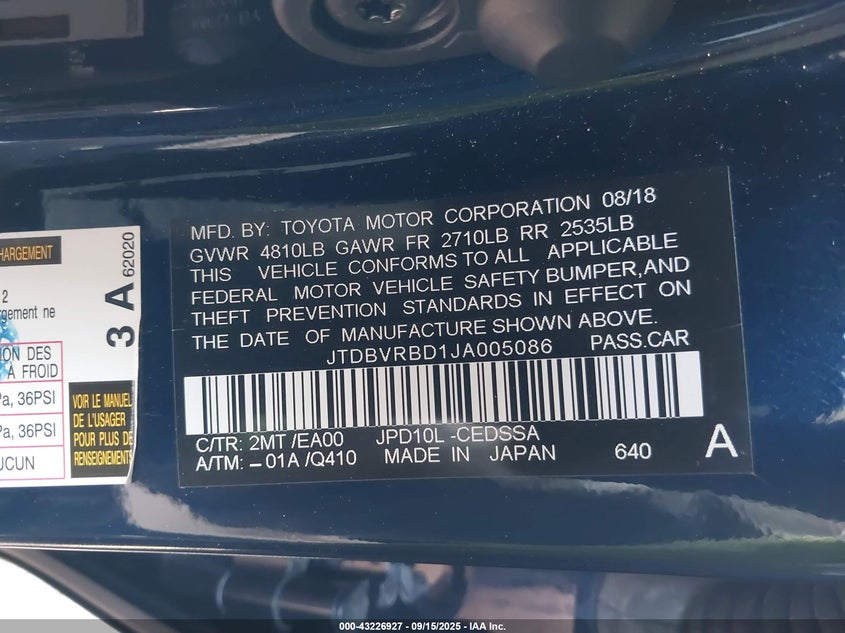 MFD. BY: TOYOTA MOTOR CORPORATION 08/18
GVWR 4810LB GAWR FR 2710LB RR 2535LB
THIS VEHICLE CONFORMS TO ALL APPLICABLE
FEDERAL MOTOR VEHICLE SAFETY BUMPER, AND
THEFT PREVENTION STANDARDS IN EFFECT ON
THE DATE OF MANUFACTURE SHOWN ABOVE.
JTDBVRBD1JA005086 PASS.CAR
C/TR: 2MT /EA00 JPD10L -CEDSSA
A/TM: -01A /Q410 MADE IN JAPAN 640 A
HARGEMENT
2
rgement ne
ION DES
À FROID
Pa, 36PSI
Pa, 36PSI
UCUN
VOIR LE MANUEL
DE L'USAGER
POUR PLUS DE
RENSEIGNEMENTS
3 A
62020
000-43226927 - 09/15/2025 - © IAA, Inc.